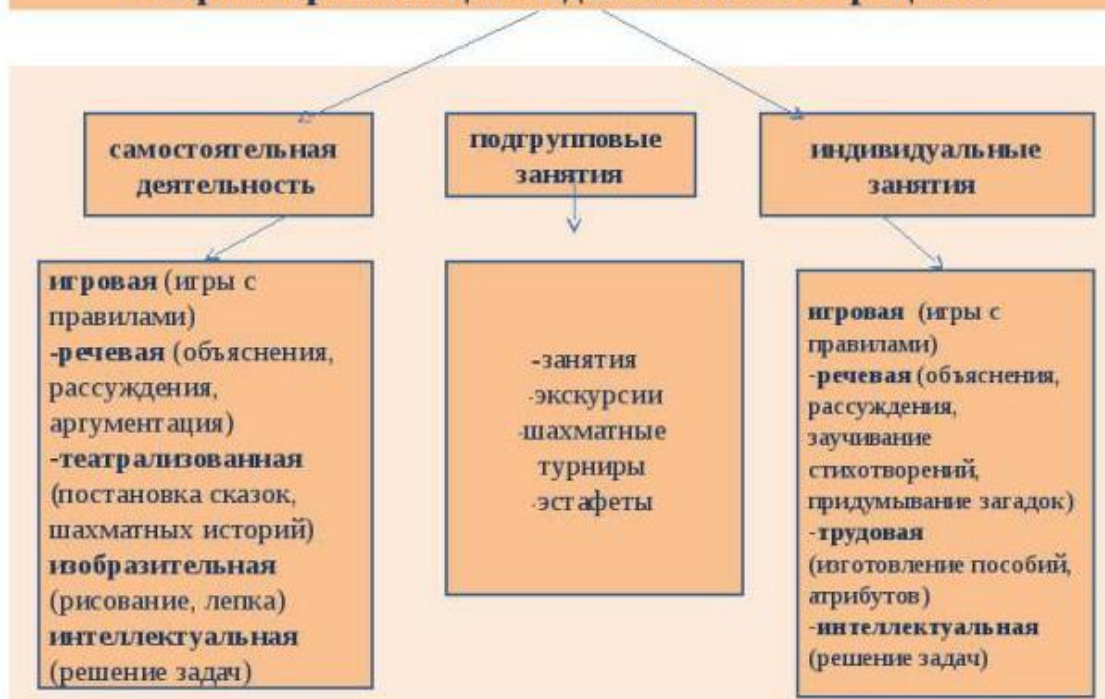 самостоятельная
деятельность
подгрупповые
занятия
индивидуальные
занятия
игровая (игры с
правилами)
-речевая (объяснения,
рассуждения,
аргументация)
-театрализованная
(постановка сказок,
шахматных историй)
изобразительная
(рисование, лепка)
интеллектуальная
(решение задач)
-занятия
-экскурсии
-шахматные
турниры
-эстафеты
игровая (игры с
правилами)
-речевая (объяснения,
рассуждения,
заучивание
стихотворений,
придумывание загадок)
-трудовая
(изготовление пособий,
атрибутов)
-интеллектуальная
(решение задач)